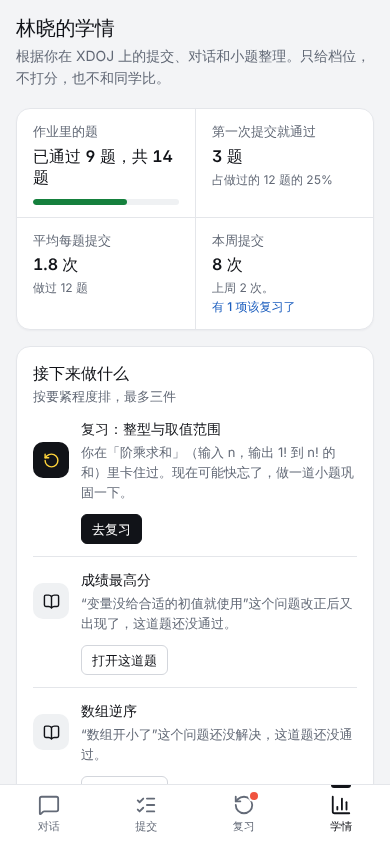 林晓的学情
根据你在 XDOJ 上的提交、对话和小题整理。只给档位，
不打分，也不和同学比。
作业里的题
已通过 9 题，共 14
题
第一次提交就通过
3 题
占做过的 12 题的 25%
平均每题提交
1.8 次
做过 12 题
本周提交
8 次
上周 2 次。
有 1 项该复习了
接下来做什么
按要紧程度排，最多三件
复习：整型与取值范围
你在「阶乘求和」（输入 n，输出 1! 到 n! 的
和）里卡住过。现在可能快忘了，做一道小题巩
固一下。
去复习
成绩最高分
“变量没给合适的初值就使用”这个问题改正后又
出现了，这道题还没通过。
打开这道题
数组逆序
“数组开小了”这个问题还没解决，这道题还没通
过。
对话
提交
复习
学情